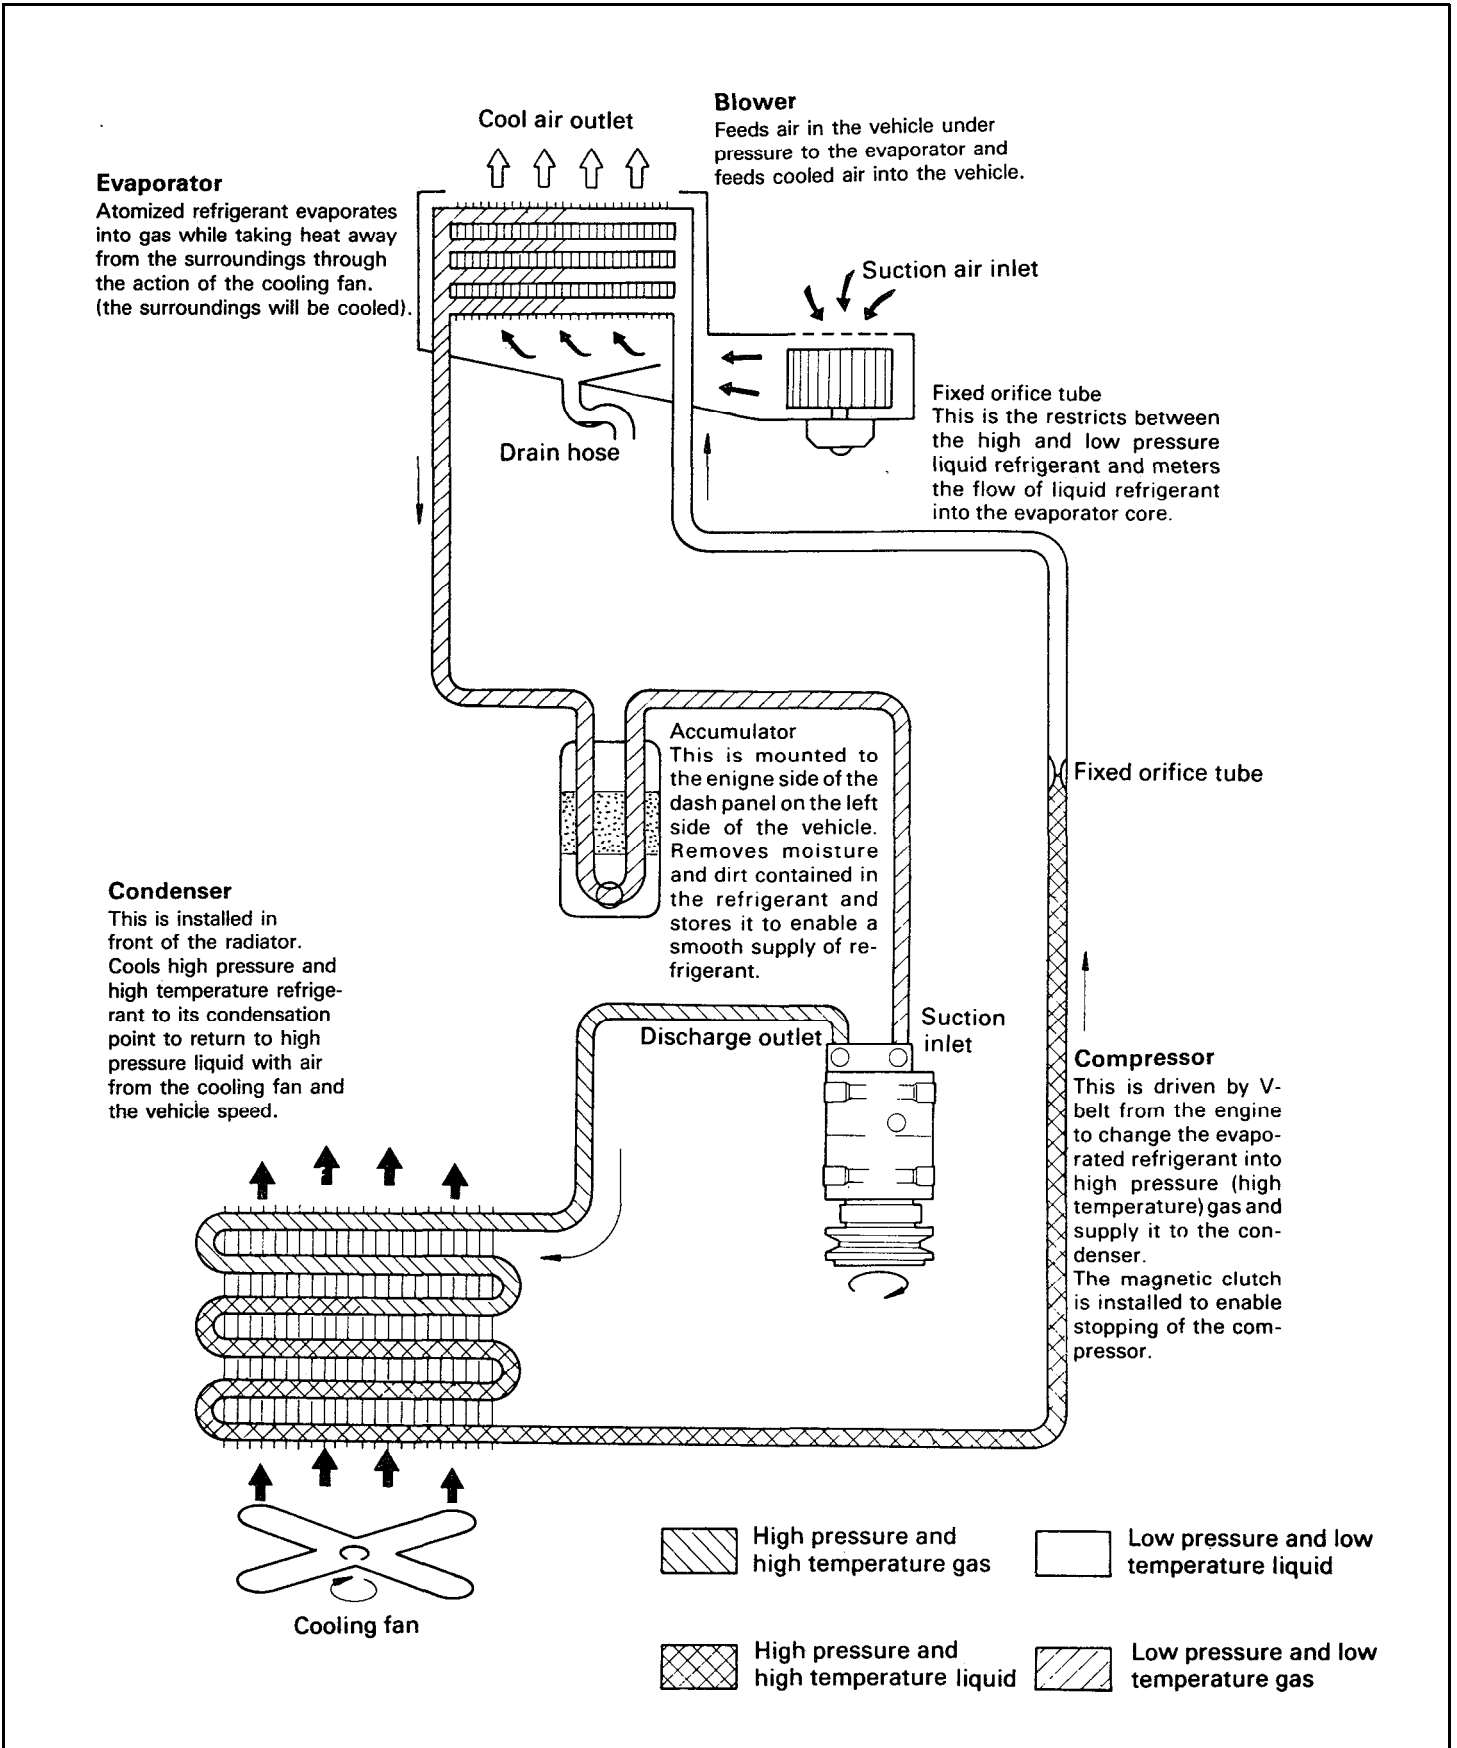 Cool air outlet
Blower
Feeds air in the vehicle under
pressure to the evaporator and
feeds cooled air into the vehicle.
Evaporator
Atomized refrigerant evaporates
into gas while taking heat away
from the surroundings through
the action of the cooling fan.
(the surroundings will be cooled).
Suction air inlet
Drain hose
Fixed orifice tube
This is the restricts between
the high and low pressure
liquid refrigerant and meters
the flow of liquid refrigerant
into the evaporator core.
Accumulator
This is mounted to
the enigne side of the
dash panel on the left
side of the vehicle.
Removes moisture
and dirt contained in
the refrigerant and
stores it to enable a
smooth supply of re-
frigerant.
Fixed orifice tube
Condenser
This is installed in
front of the radiator.
Cools high pressure and
high temperature refrige-
rant to its condensation
point to return to high
pressure liquid with air
from the cooling fan and
the vehicle speed.
Discharge outlet
Suction
inlet
Compressor
This is driven by V-
belt from the engine
to change the evapo-
rated refrigerant into
high pressure (high
temperature) gas and
supply it to the con-
denser.
The magnetic clutch
is installed to enable
stopping of the com-
pressor.
Cooling fan
High pressure and
high temperature gas
Low pressure and low
temperature liquid
High pressure and
high temperature liquid
Low pressure and low
temperature gas